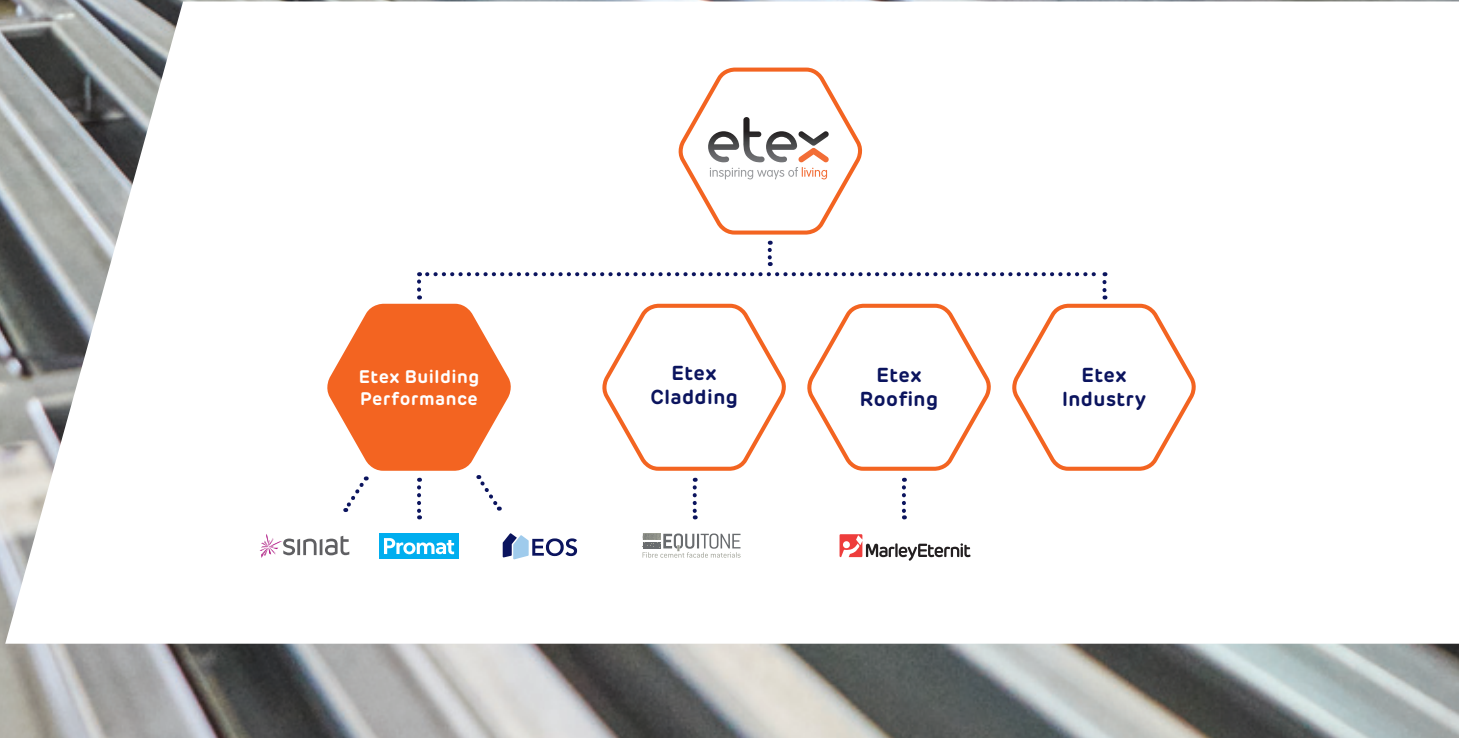 etex
inspiring ways of living
Etex Building
Performance
Etex
Cladding
Etex
Roofing
Etex
Industry
sınıat
Promat
EOS
EQUITONE
Fibre cement facade materials
MarleyEternit